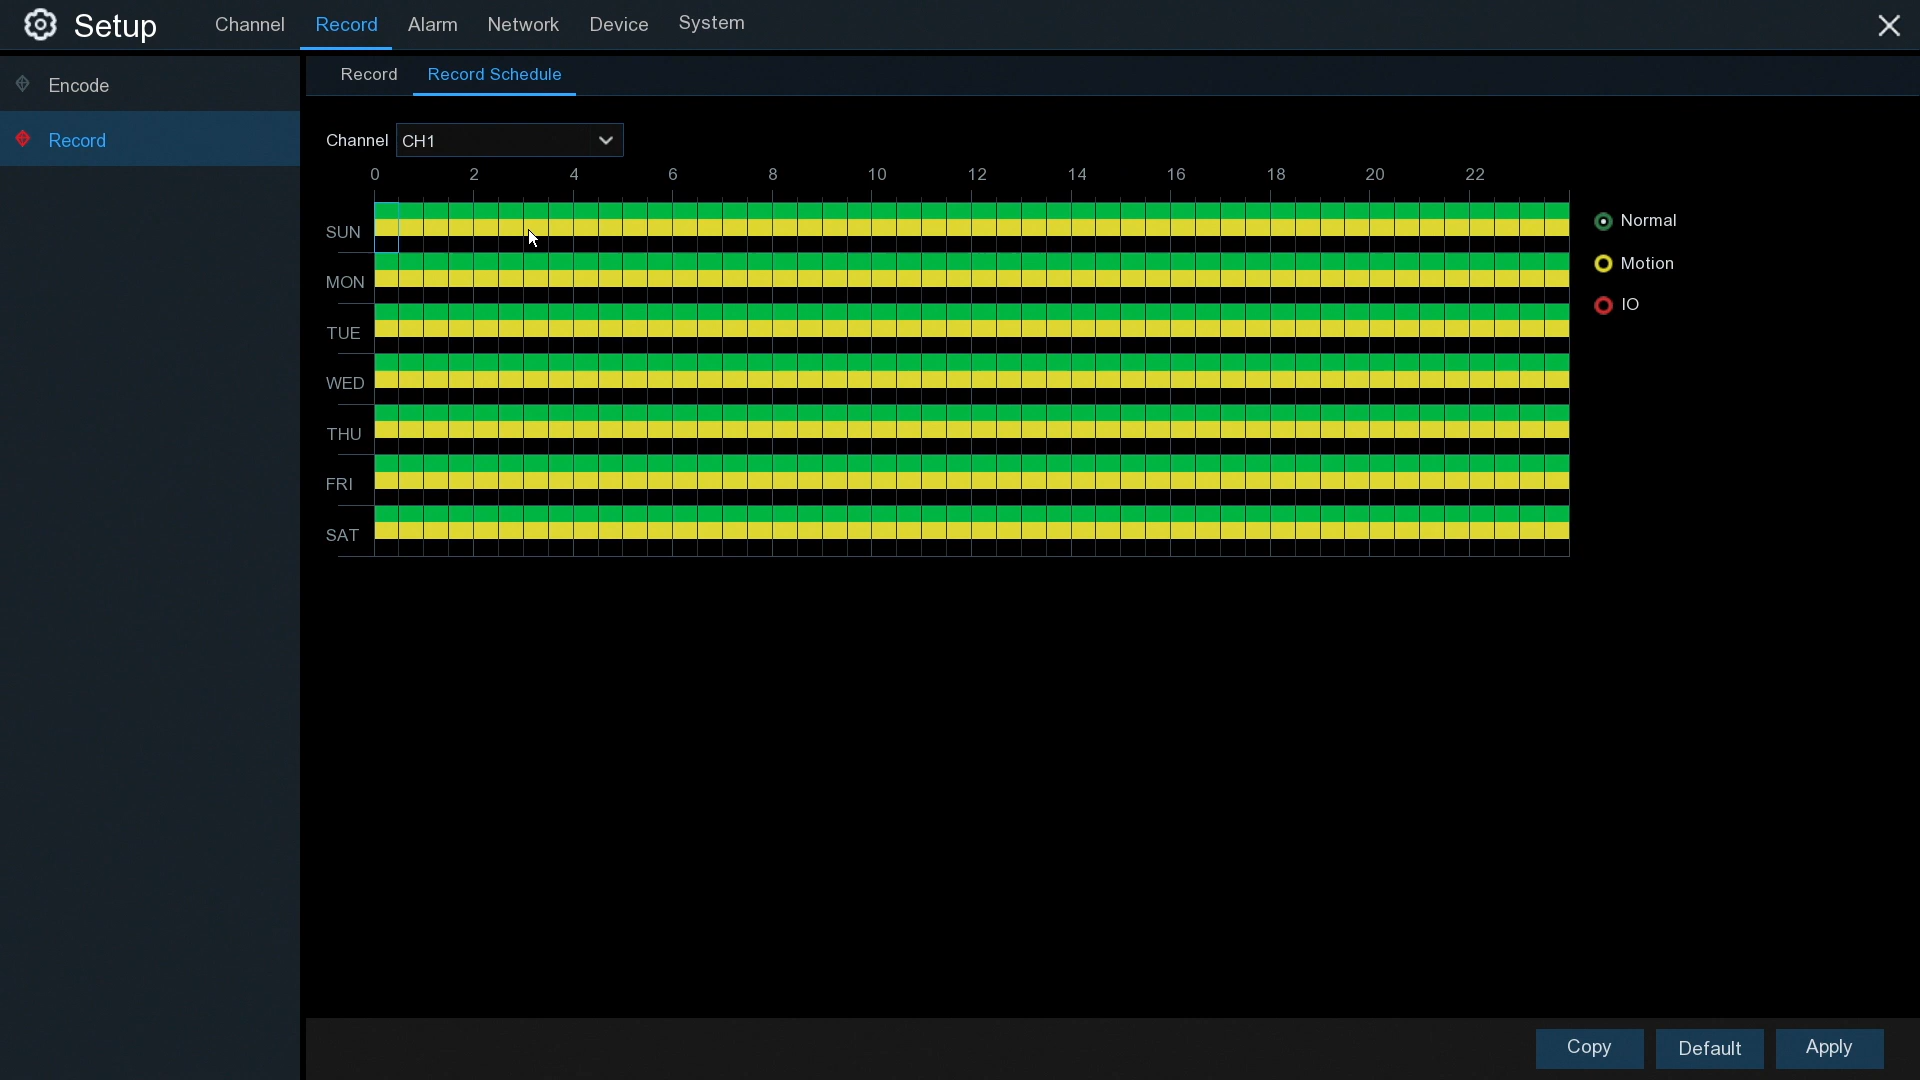 Setup Channel Record Alarm Network Device System
Encode
Record
Record Record Schedule
Channel CH1
0 2 4 6 8 10 12 14 16 18 20 22
SUN
MON
TUE
WED
THU
FRI
SAT
Normal
Motion
IO
Copy Default Apply